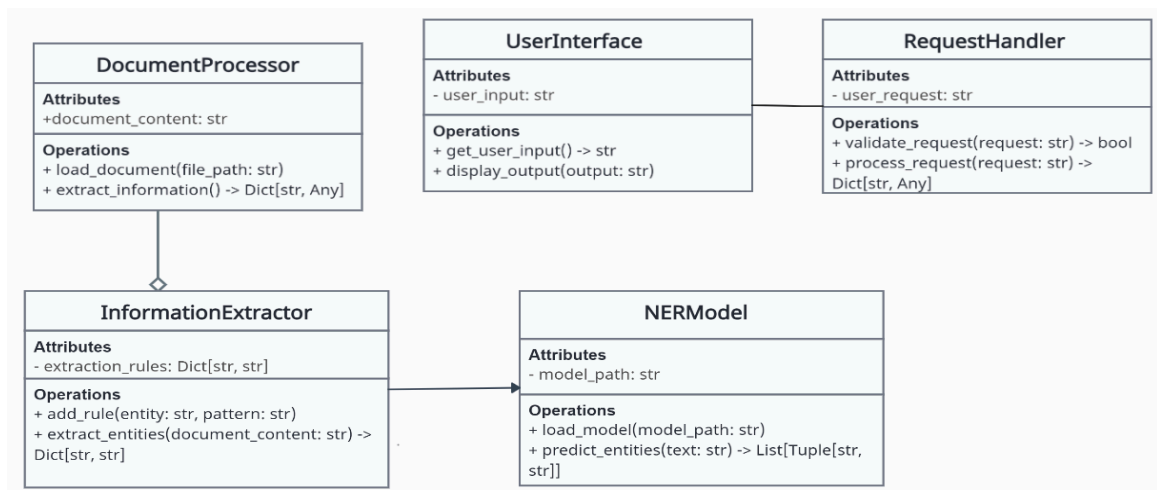 DocumentProcessor
Attributes
+document_content: str
Operations
+ load_document(file_path: str)
+ extract_information() -> Dict[str, Any]
UserInterface
Attributes
- user_input: str
Operations
+ get_user_input() -> str
+ display_output(output: str)
RequestHandler
Attributes
- user_request: str
Operations
+ validate_request(request: str) -> bool
+ process_request(request: str) ->
Dict[str, Any]
InformationExtractor
Attributes
- extraction_rules: Dict[str, str]
Operations
+ add_rule(entity: str, pattern: str)
+ extract_entities(document_content: str) ->
Dict[str, str]
NERModel
Attributes
- model_path: str
Operations
+ load_model(model_path: str)
+ predict_entities(text: str) -> List[Tuple[str,
str]]